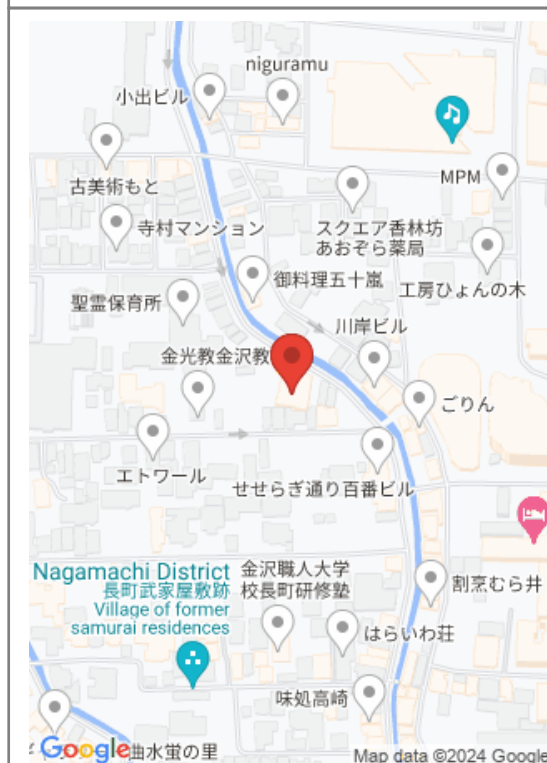 niguramu
小出ビル
MPM
古美術もと
スクエア香林坊
あおぞら薬局
寺村マンション
御料理五十嵐
工房ひょんの木
聖霊保育所
川岸ビル
金光教金沢教
ごりん
エトワール
せせらぎ通り百番ビル
Nagamachi District
長町武家屋敷跡
Village of former
samurai residences
金沢職人大学
校長町研修塾
割烹むら井
はらいわ荘
味処高崎
Google
曲水蛍の里
Map data ©2024 Google